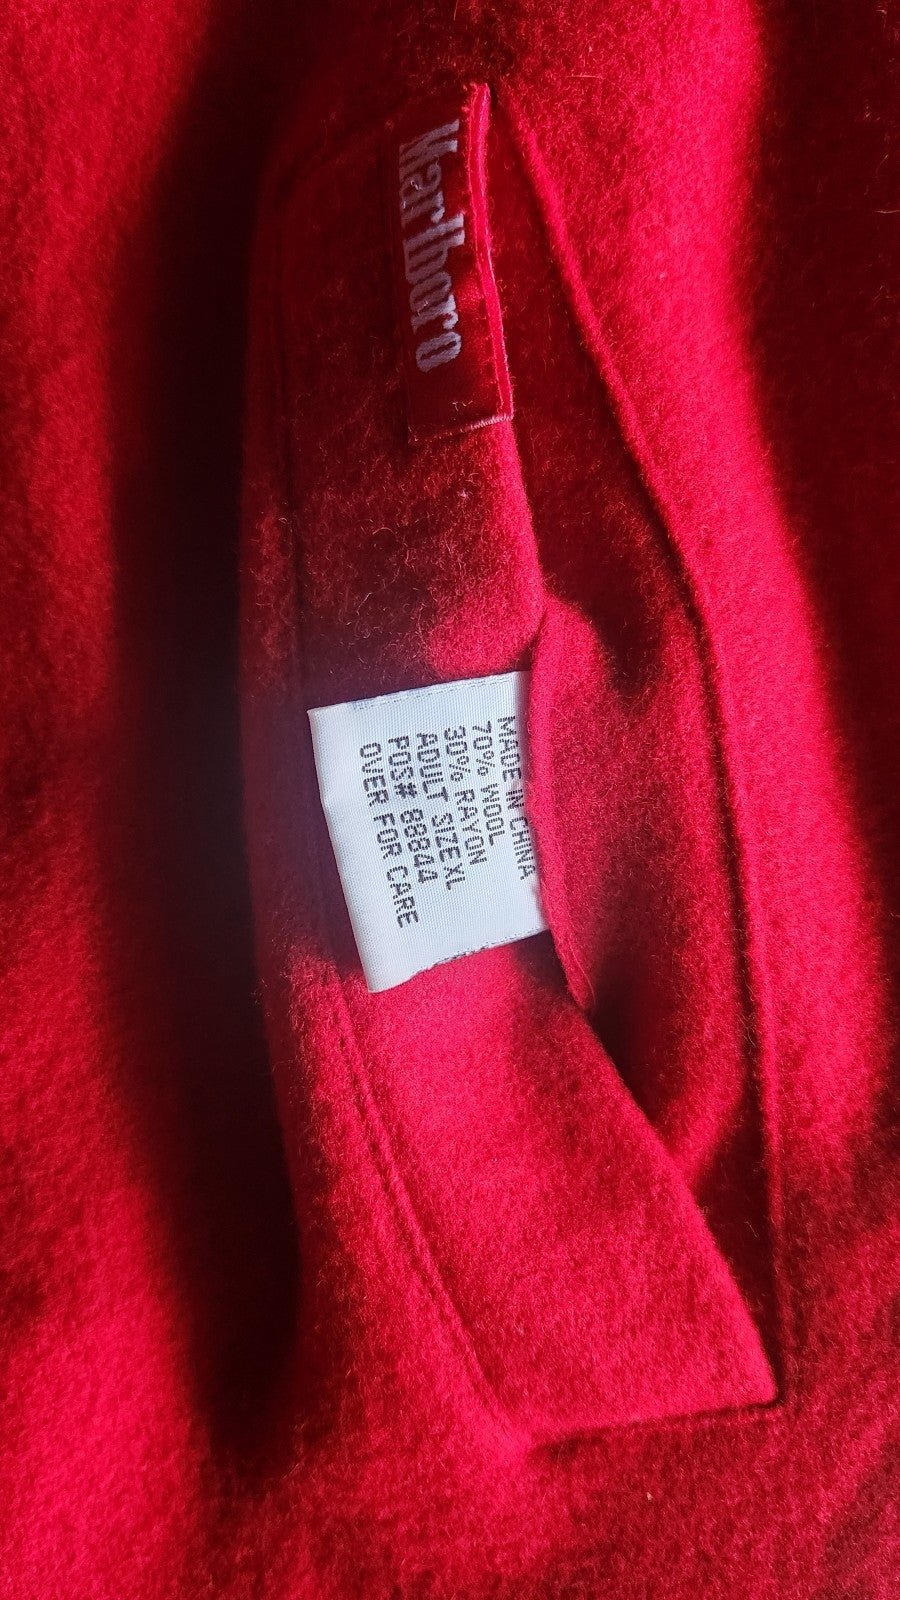 Marlboro
MADE IN CHINA
70% WOOL
30% RAYON
ADULT SIZE XL
POS# 88844
OVER FOR CARE